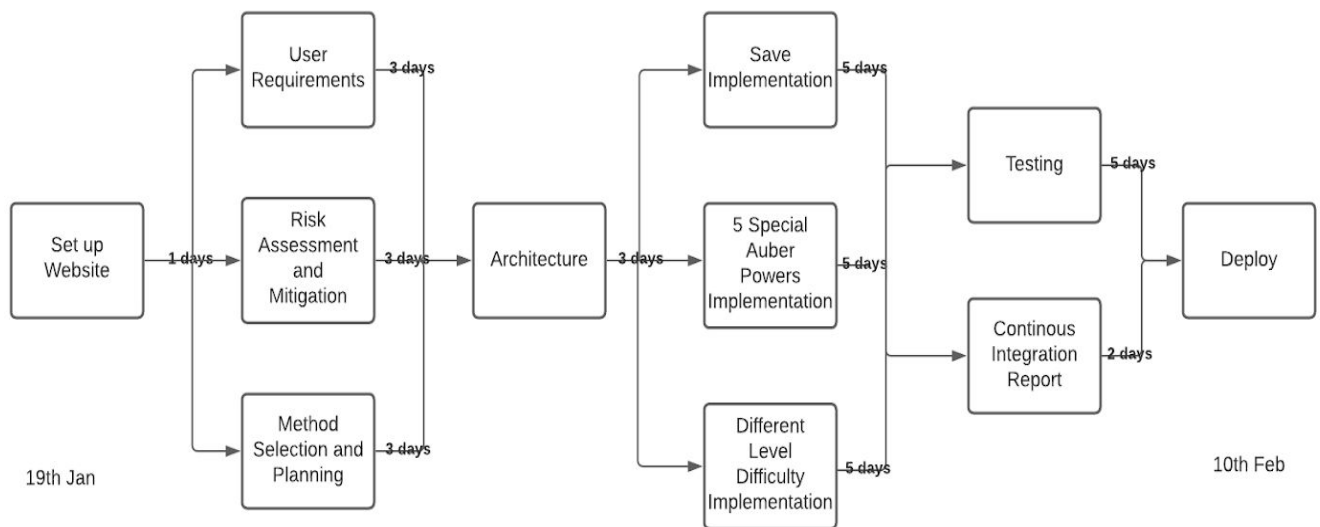 Set up
Website
19th Jan
1 days
User
Requirements
3 days
Risk
Assessment
and
Mitigation
3 days
Method
Selection and
Planning
3 days
Architecture
3 days
Save
Implementation
5 days
5 Special
Auber
Powers
Implementation
5 days
Different
Level
Difficulty
Implementation
5 days
Testing
5 days
Continous
Integration
Report
2 days
Deploy
10th Feb